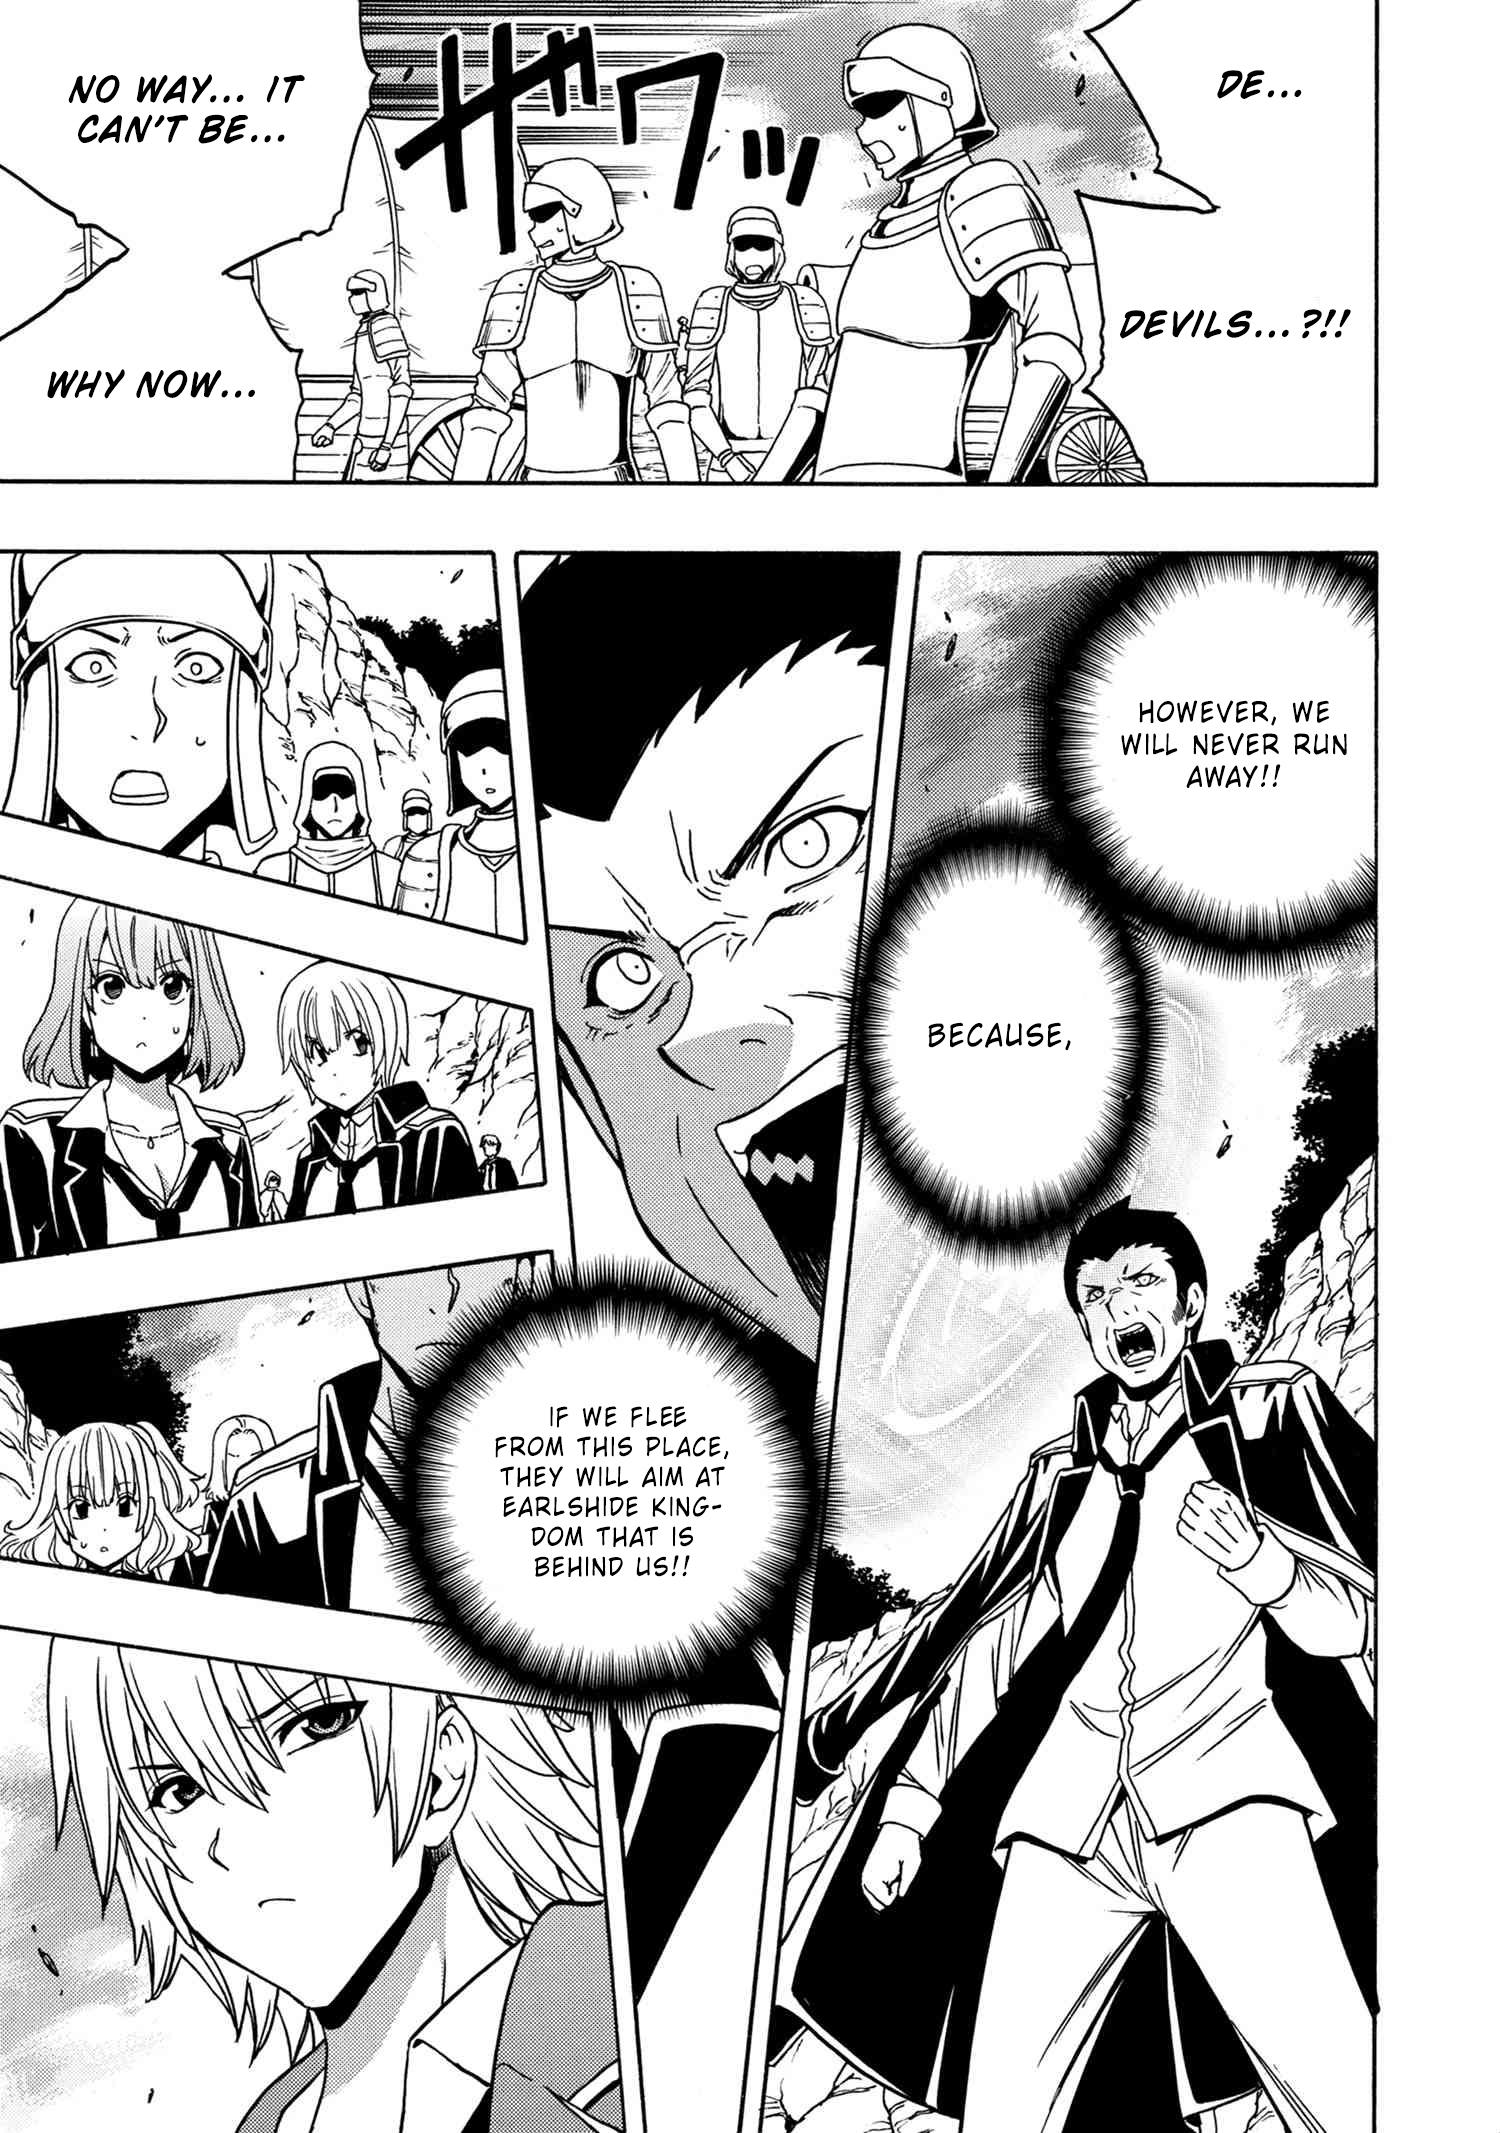 DE...
DEVILS...?!!
ザワッ
NO WAY... IT
CAN'T BE...
WHY NOW...
HOWEVER, WE
WILL NEVER RUN
AWAY!!
BECAUSE,
IF WE FLEE
FROM THIS PLACE,
THEY WILL AIM AT
EARLSHIDE KING-
DOM THAT IS
BEHIND US!!